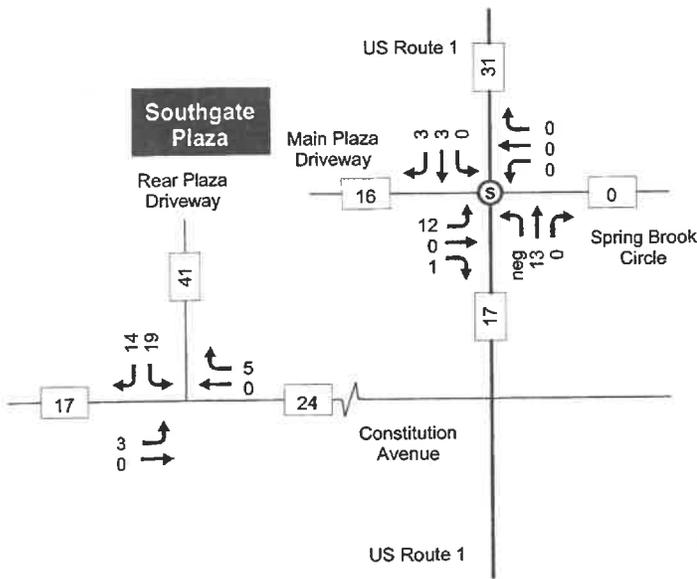 US Route 1
31
Southgate
Plaza
Main Plaza
Driveway
3 3 0
0
0
0
Rear Plaza
Driveway
16
S
0
12
0
1
neg
13
0
Spring Brook
Circle
41
17
14
19
5
0
17
24
3
0
Constitution
Avenue
US Route 1